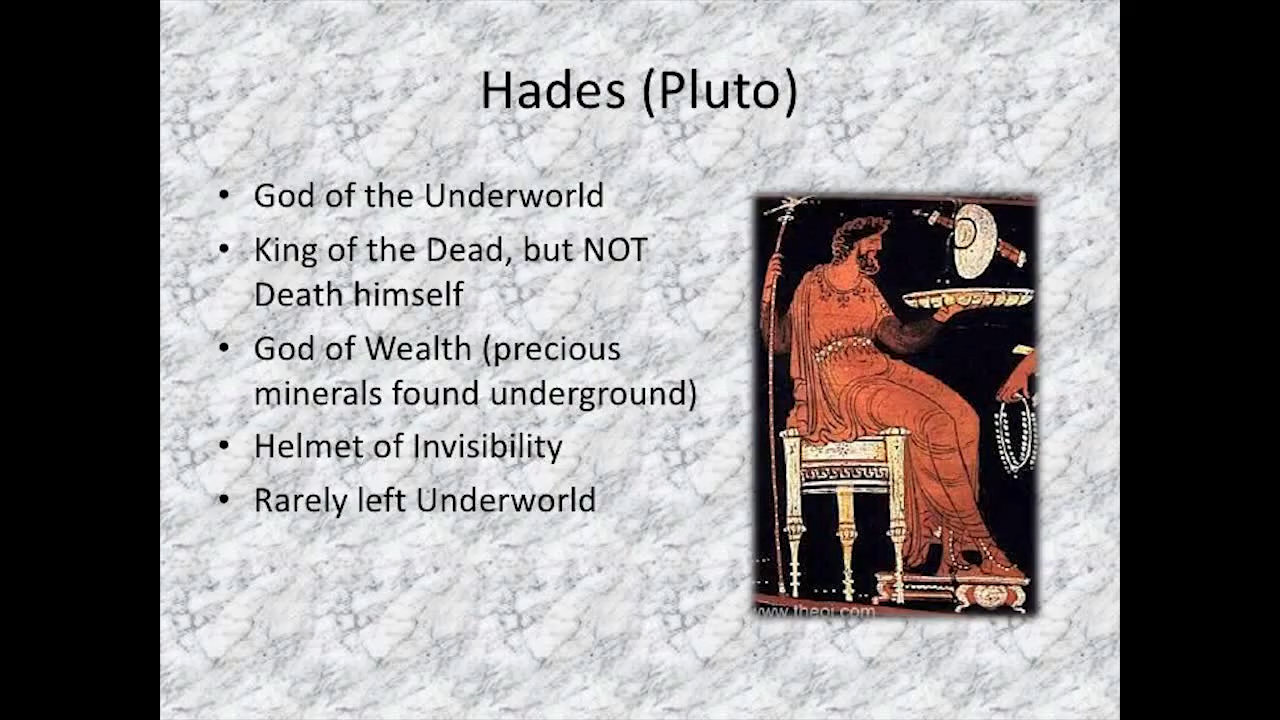 Hades (Pluto)
• God of the Underworld
• King of the Dead, but NOT
Death himself
• God of Wealth (precious
minerals found underground)
• Helmet of Invisibility
• Rarely left Underworld
www.theoi.com